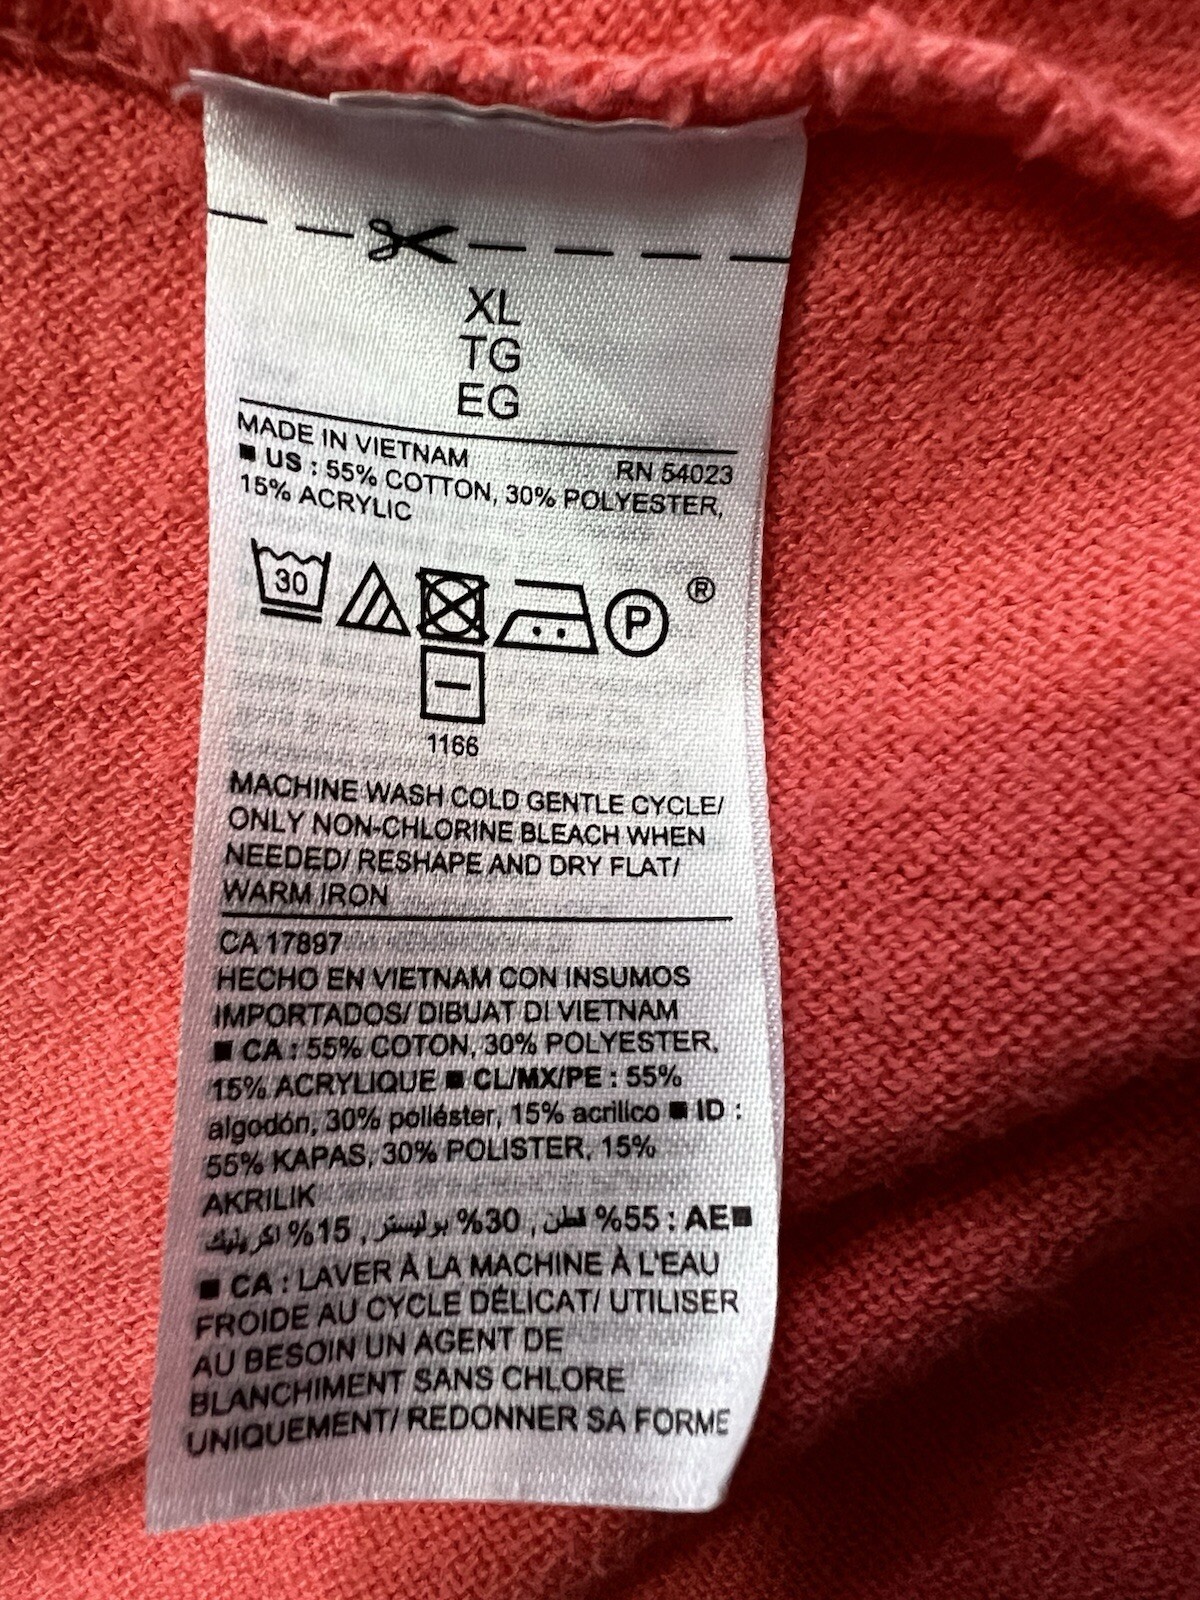 XL
TG
EG
MADE IN VIETNAM
RN 54023
■ US : 55% COTTON, 30% POLYESTER,
15% ACRYLIC
30
P
®
1166
MACHINE WASH COLD GENTLE CYCLE/
ONLY NON-CHLORINE BLEACH WHEN
NEEDED/ RESHAPE AND DRY FLAT/
WARM IRON
CA 17897
HECHO EN VIETNAM CON INSUMOS
IMPORTADOS/ DIBUAT DI VIETNAM
■ CA : 55% COTON, 30% POLYESTER,
15% ACRYLIQUE ■ CL/MX/PE : 55%
algodón, 30% poliéster, 15% acrilico ■ ID :
55% KAPAS, 30% POLISTER, 15%
AKRILIK
■AE : 55% قطن , 30% بوليستر , 15% اكريليك
■ CA : LAVER À LA MACHINE À L'EAU
FROIDE AU CYCLE DÉLICAT/ UTILISER
AU BESOIN UN AGENT DE
BLANCHIMENT SANS CHLORE
UNIQUEMENT/ REDONNER SA FORME